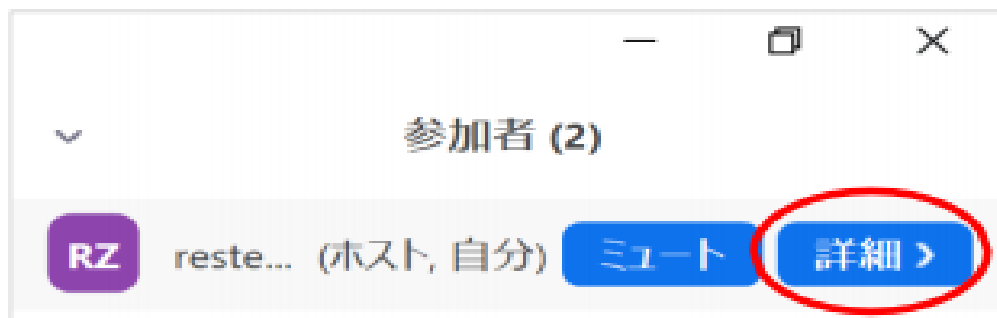 参加者 (2)
RZ reste... (ホスト, 自分) ミュート 詳細 >